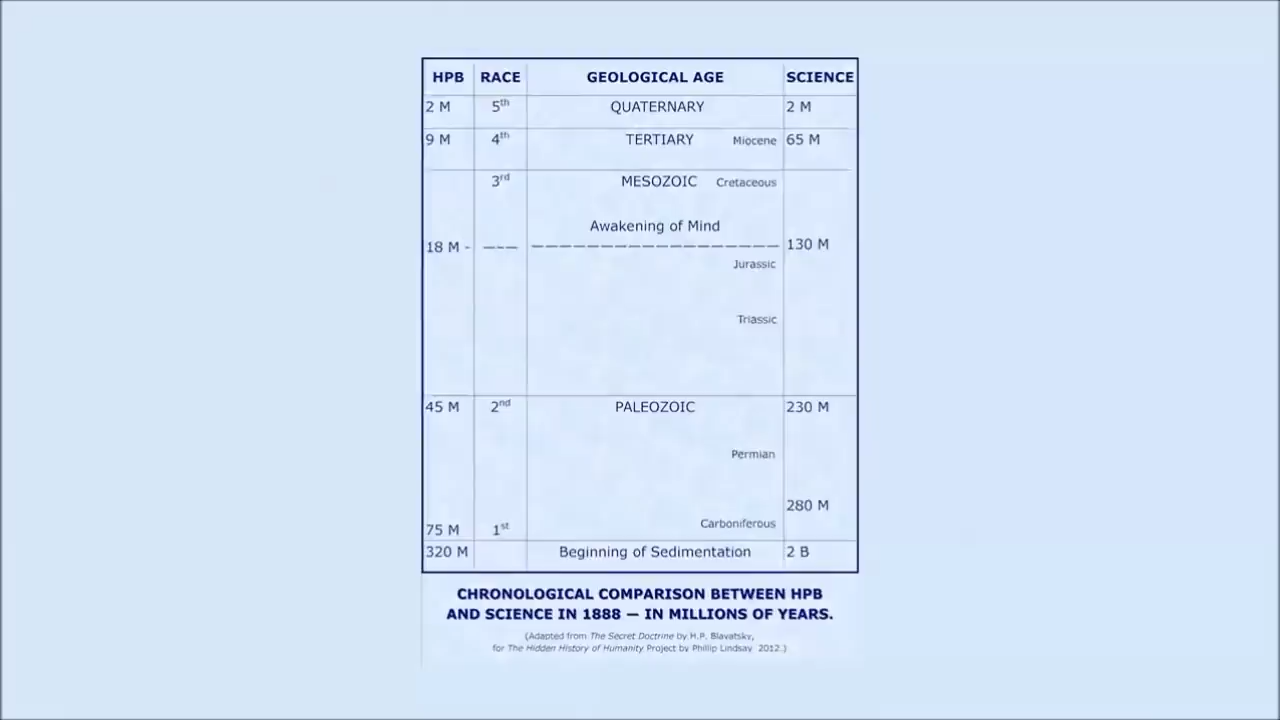 HPB RACE GEOLOGICAL AGE SCIENCE
2 M 5th QUATERNARY 2 M
9 M 4th TERTIARY Miocene 65 M
3rd MESOZOIC Cretaceous
Awakening of Mind
18 M - --- ---------------------------- 130 M
Jurassic
Triassic
45 M 2nd PALEOZOIC 230 M
Permian
280 M
Carboniferous
75 M 1st
320 M Beginning of Sedimentation 2 B
CHRONOLOGICAL COMPARISON BETWEEN HPB
AND SCIENCE IN 1888 — IN MILLIONS OF YEARS.
(Adapted from The Secret Doctrine by H.P. Blavatsky,
for The Hidden History of Humanity Project by Phillip Lindsay 2012.)